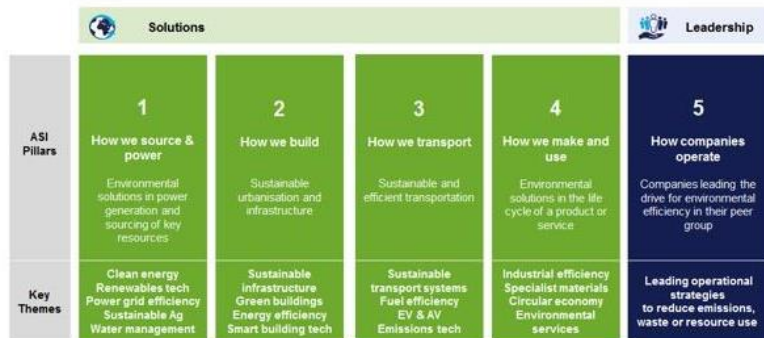 Solutions
Leadership
ASI
Pillars
1
How we source &
power
Environmental
solutions in power
generation and
sourcing of key
resources
2
How we build
Sustainable
urbanisation and
infrastructure
3
How we transport
Sustainable and
efficient transportation
4
How we make and
use
Environmental
solutions in the life
cycle of a product or
service
5
How companies
operate
Companies leading the
drive for environmental
efficiency in their peer
group
Key
Themes
Clean energy
Renewables tech
Power grid efficiency
Sustainable Ag
Water management
Sustainable
infrastructure
Green buildings
Energy efficiency
Smart building tech
Sustainable
transport systems
Fuel efficiency
EV & AV
Emissions tech
Industrial efficiency
Specialist materials
Circular economy
Environmental
services
Leading operational
strategies
to reduce emissions,
waste or resource use